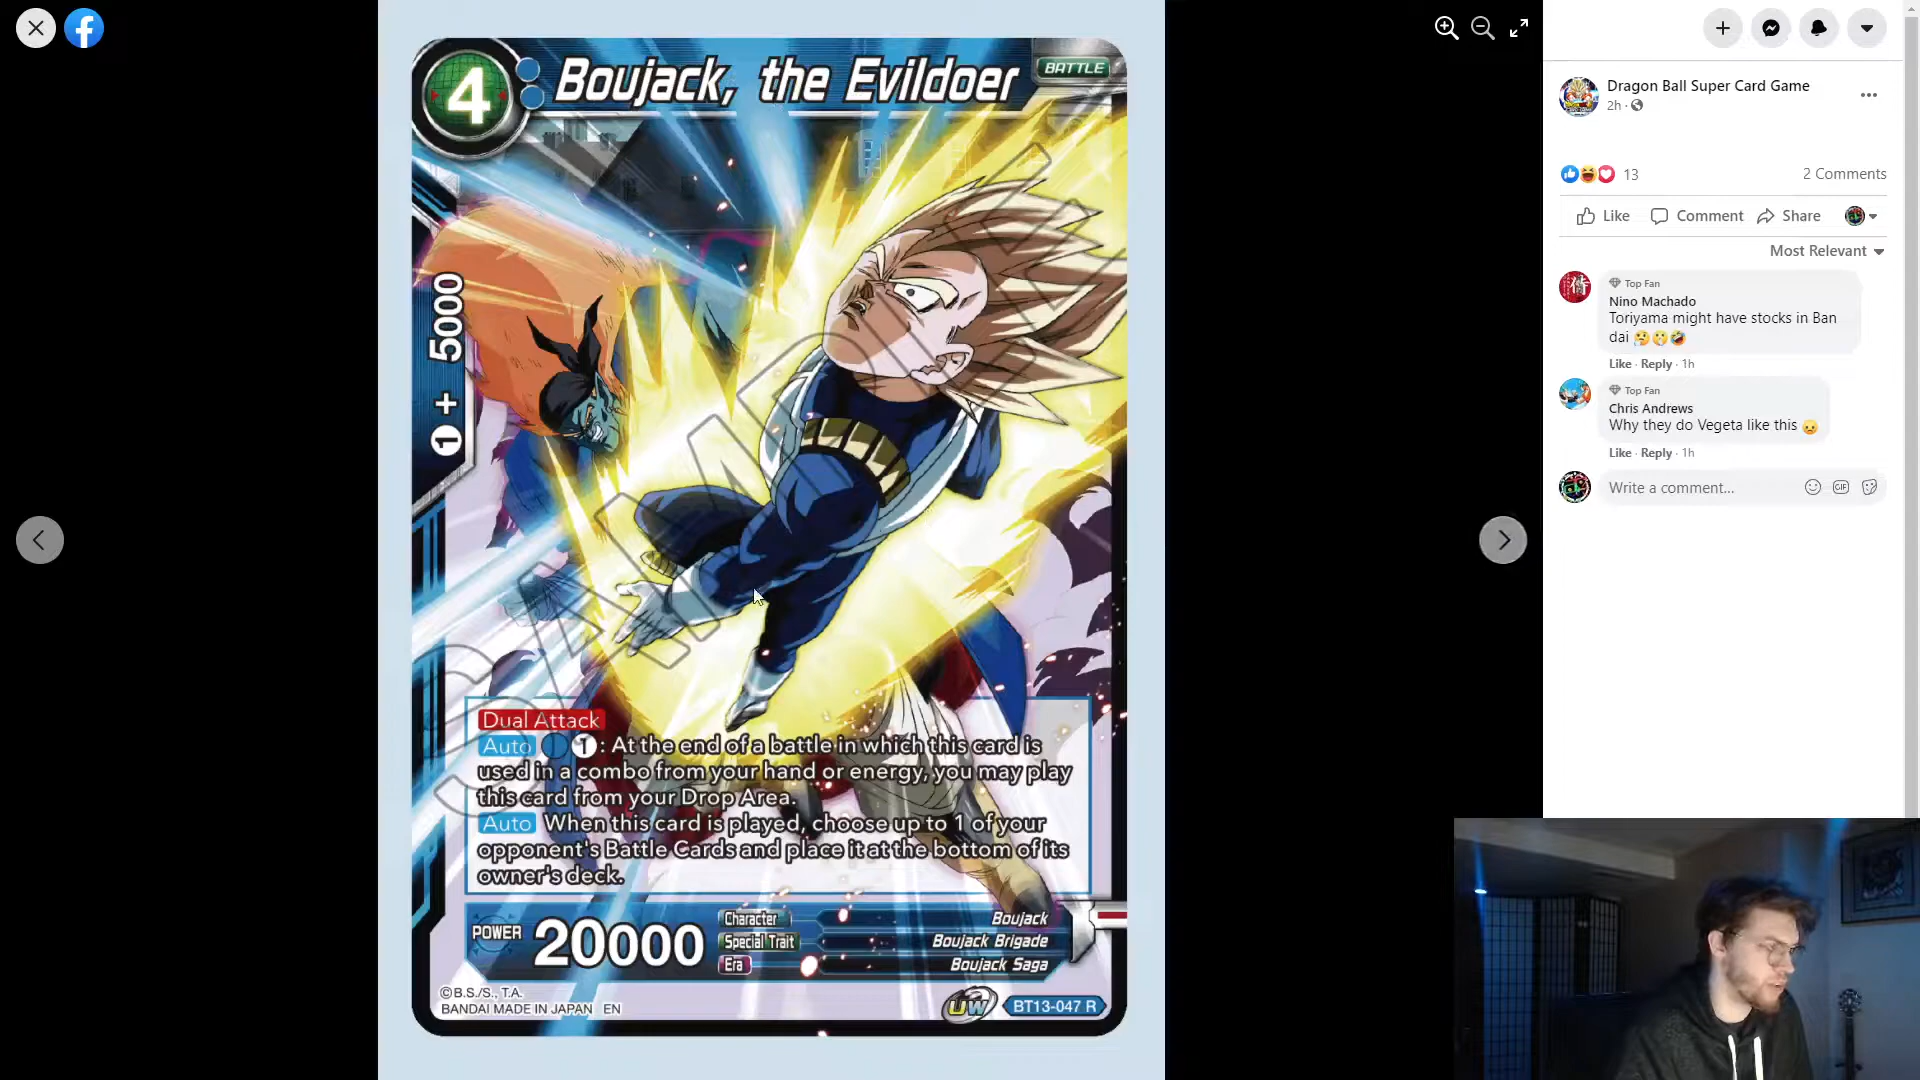 4
Boujack, the Evildoer
BATTLE
1 + 5000
SAMPLE
Dual Attack
Auto 1 : At the end of a battle in which this card is
used in a combo from your hand or energy, you may play
this card from your Drop Area.
Auto When this card is played, choose up to 1 of your
opponent's Battle Cards and place it at the bottom of its
owner's deck.
POWER 20000
Character Boujack
Special Trait Boujack Brigade
Era Boujack Saga
©B.S./S., T.A.
BANDAI MADE IN JAPAN EN
UW
BT13-047 R
Dragon Ball Super Card Game
2h ·
13
2 Comments
Like Comment Share
Most Relevant
Top Fan
Nino Machado
Toriyama might have stocks in Ban
dai 🤔🤫🤣
Like · Reply · 1h
Top Fan
Chris Andrews
Why they do Vegeta like this 😥
Like · Reply · 1h
Write a comment...
GIF